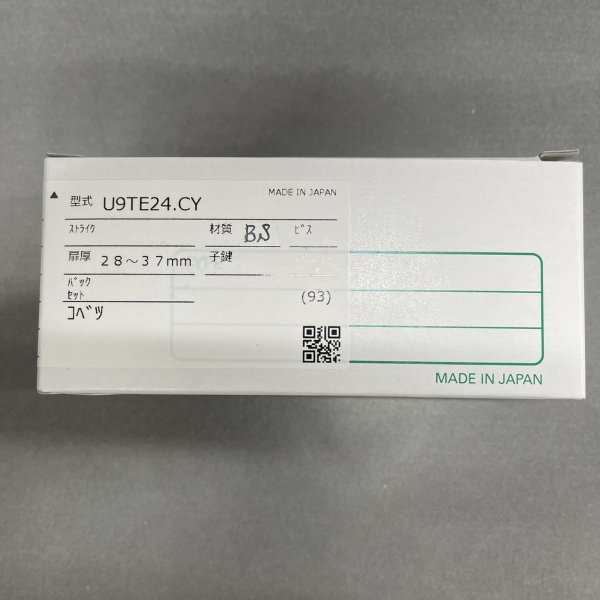 MADE IN JAPAN
▲ 型式 U9TE24.CY
ｽﾄﾗｲｸ 材質 BS ﾋﾞｽ
扉厚 28～37mm 子鍵
ﾊﾞｯｸ
ｾｯﾄ (93)
ｺﾍﾞﾂ
MADE IN JAPAN